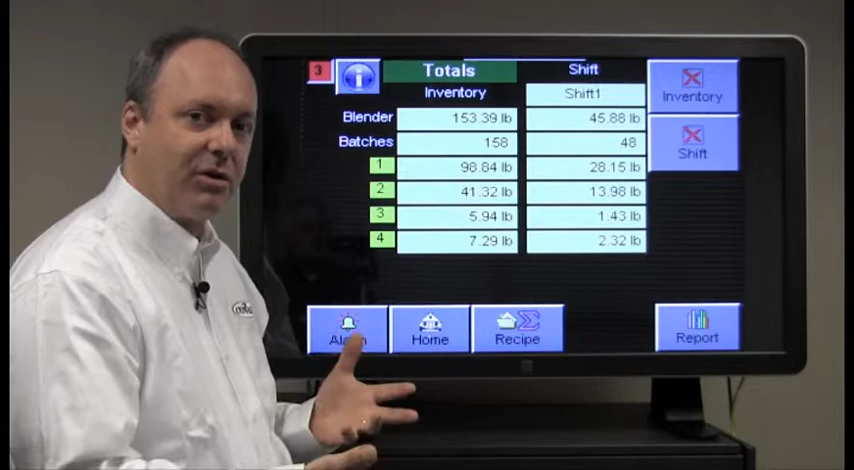 3 i Totals Shift
Inventory Shift1 Inventory
Blender 153.39 lb 45.88 lb
Batches 158 48 Shift
1 98.84 lb 28.15 lb
2 41.32 lb 13.98 lb
3 5.94 lb 1.43 lb
4 7.29 lb 2.32 lb
Alarm Home Recipe Report